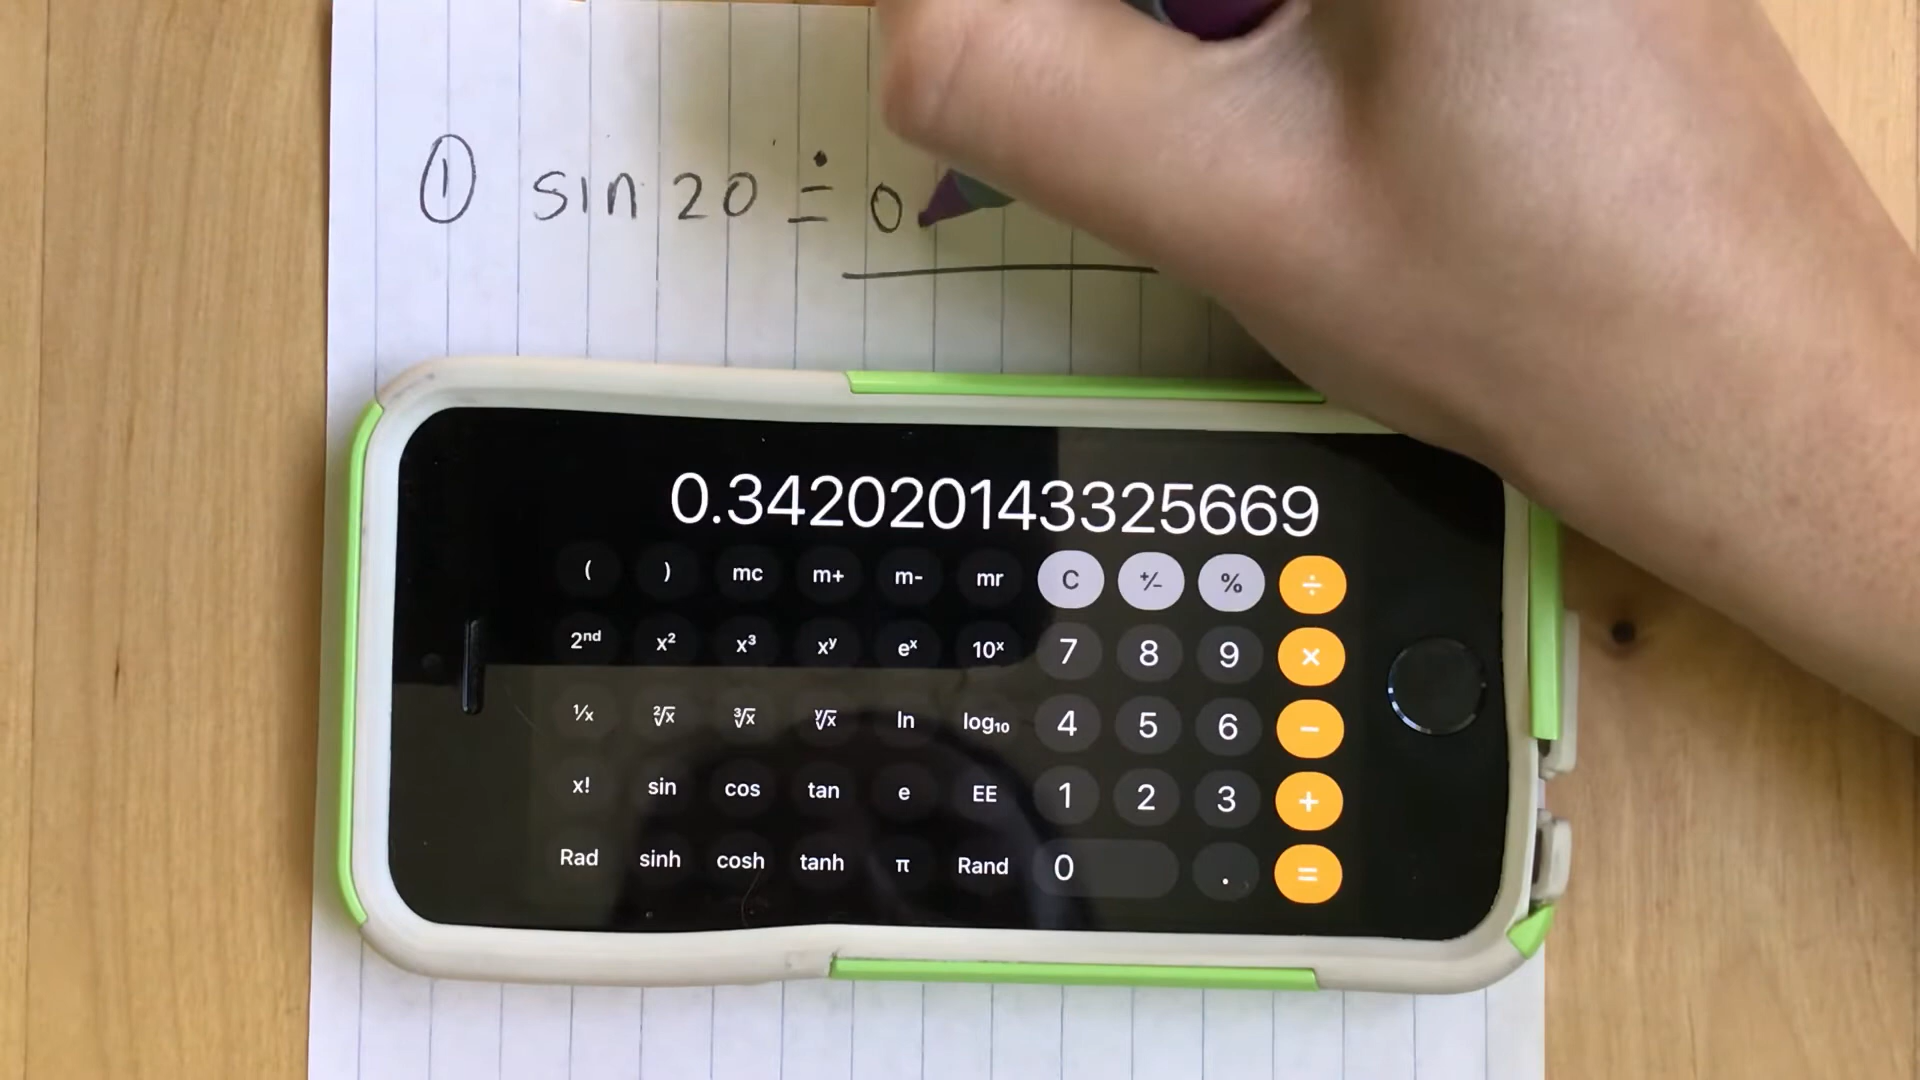 ① sin 20 ≐ 0.
0.342020143325669
( ) mc m+ m- mr C +/- % ÷
2nd x² x³ xʸ eˣ 10ˣ 7 8 9 ×
1/x ²√x ³√x ʸ√x ln log₁₀ 4 5 6 −
x! sin cos tan e EE 1 2 3 +
Rad sinh cosh tanh π Rand 0 . =